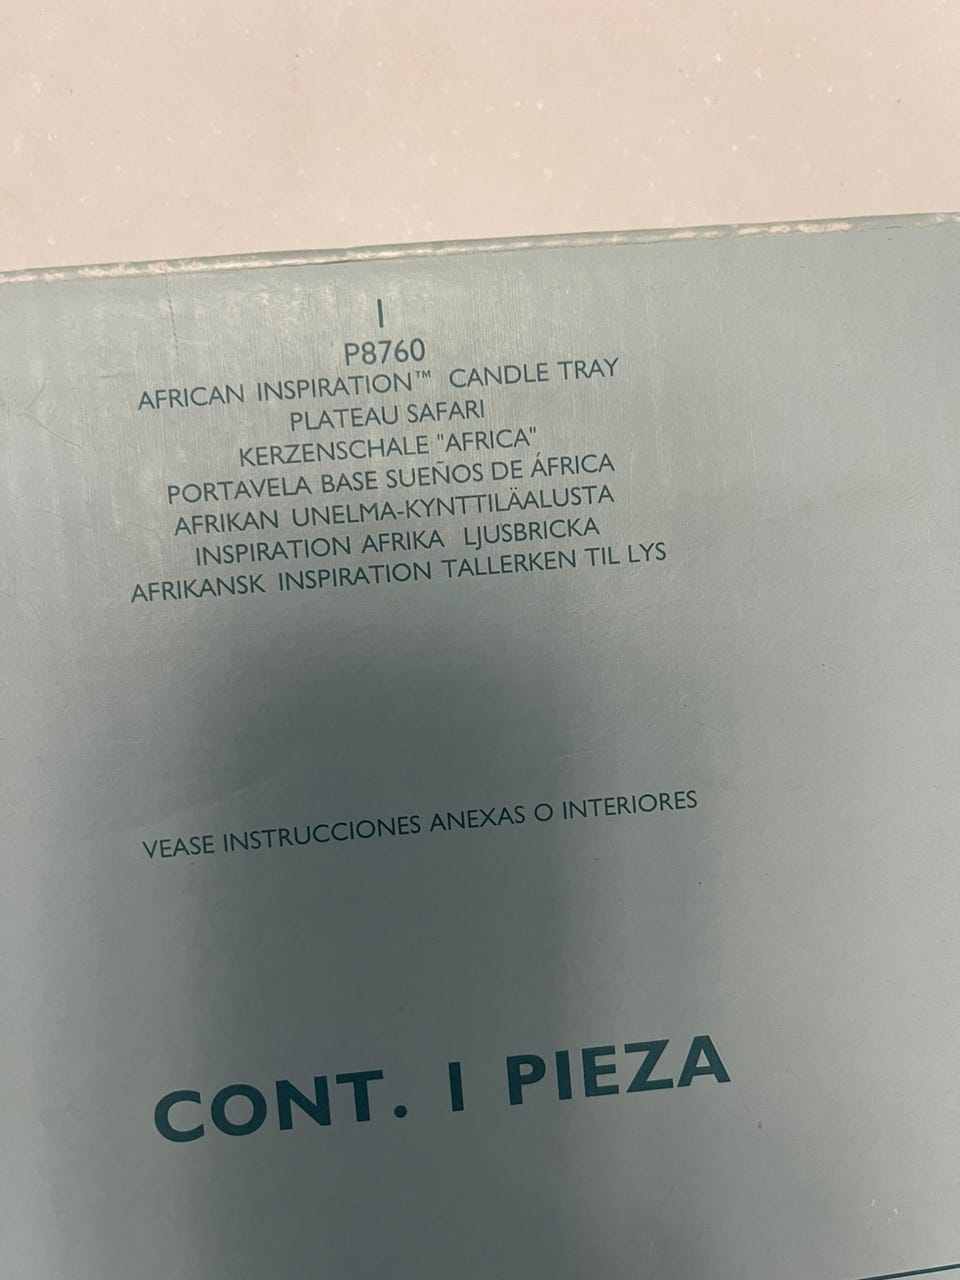 1
P8760
AFRICAN INSPIRATION™ CANDLE TRAY
PLATEAU SAFARI
KERZENSCHALE "AFRICA"
PORTAVELA BASE SUEÑOS DE ÁFRICA
AFRIKAN UNELMA-KYNTTILÄALUSTA
INSPIRATION AFRIKA LJUSBRICKA
AFRIKANSK INSPIRATION TALLERKEN TIL LYS
VEASE INSTRUCCIONES ANEXAS O INTERIORES
CONT. 1 PIEZA